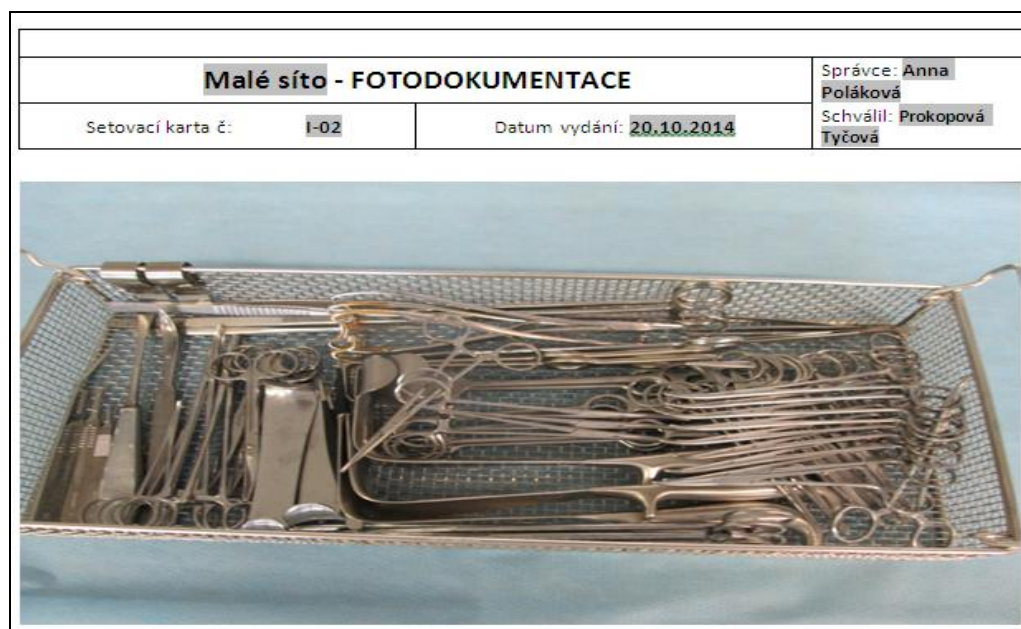 Malé síto - FOTODOKUMENTACE
Správce: Anna
Poláková
Schválil: Prokopová
Tyčová
Setovací karta č: I-02
Datum vydání: 20.10.2014